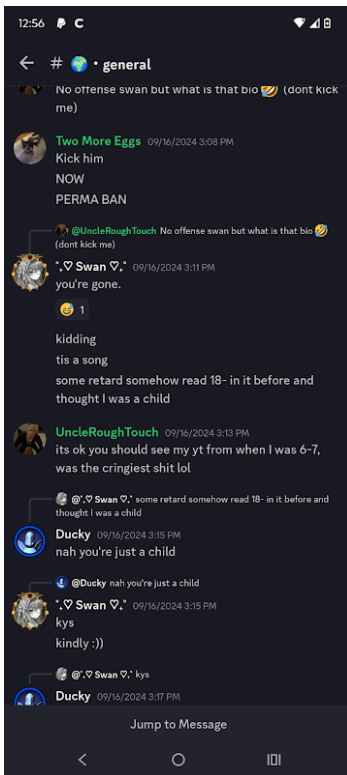 12:56
# 🌍 • general
No offense swan but what is that bio 🤣 (dont kick
me)
Two More Eggs 09/16/2024 3:08 PM
Kick him
NOW
PERMA BAN
@UncleRoughTouch No offense swan but what is that bio 🤣
(dont kick me)
°.♡ Swan ♡.° 09/16/2024 3:11 PM
you're gone.
😅 1
kidding
tis a song
some retard somehow read 18- in it before and
thought I was a child
UncleRoughTouch 09/16/2024 3:13 PM
its ok you should see my yt from when I was 6-7,
was the cringiest shit lol
@°.♡ Swan ♡.° some retard somehow read 18- in it before and
thought I was a child
Ducky 09/16/2024 3:15 PM
nah you're just a child
@Ducky nah you're just a child
°.♡ Swan ♡.° 09/16/2024 3:15 PM
kys
kindly :))
@°.♡ Swan ♡.° kys
Ducky 09/16/2024 3:17 PM
Jump to Message